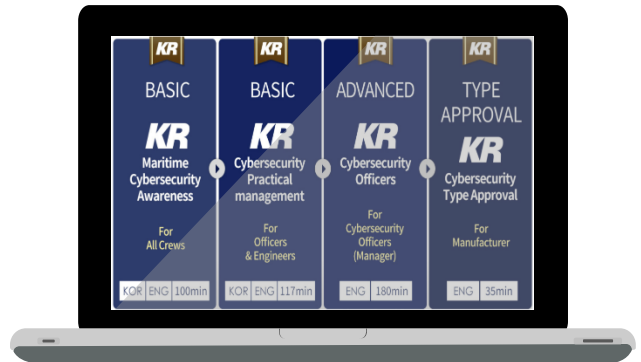 KR
BASIC
KR
Maritime
Cybersecurity
Awareness
For
All Crews
KOR ENG 100min
KR
BASIC
KR
Cybersecurity
Practical
management
For
Officers
& Engineers
KOR ENG 117min
KR
ADVANCED
KR
Cybersecurity
Officers
For
Cybersecurity
Officers
(Manager)
ENG 180min
KR
TYPE
APPROVAL
KR
Cybersecurity
Type Approval
For
Manufacturer
ENG 35min